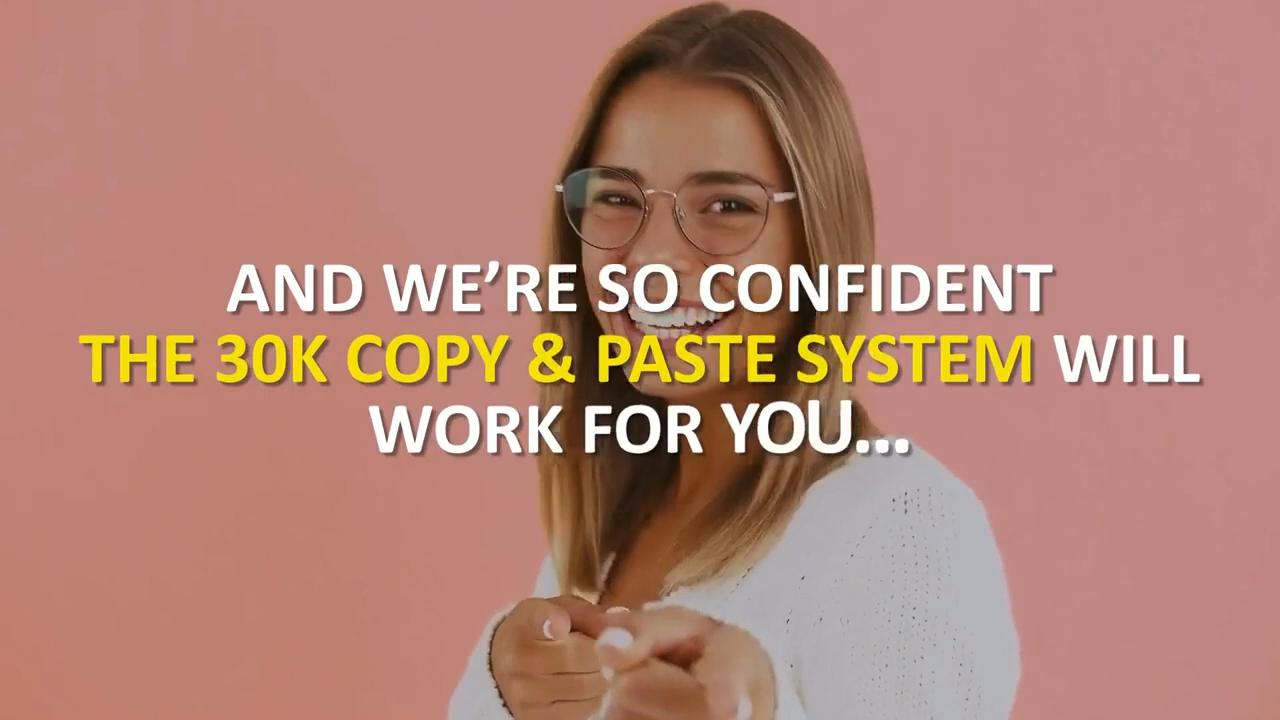 AND WE’RE SO CONFIDENT
THE 30K COPY & PASTE SYSTEM WILL
WORK FOR YOU...